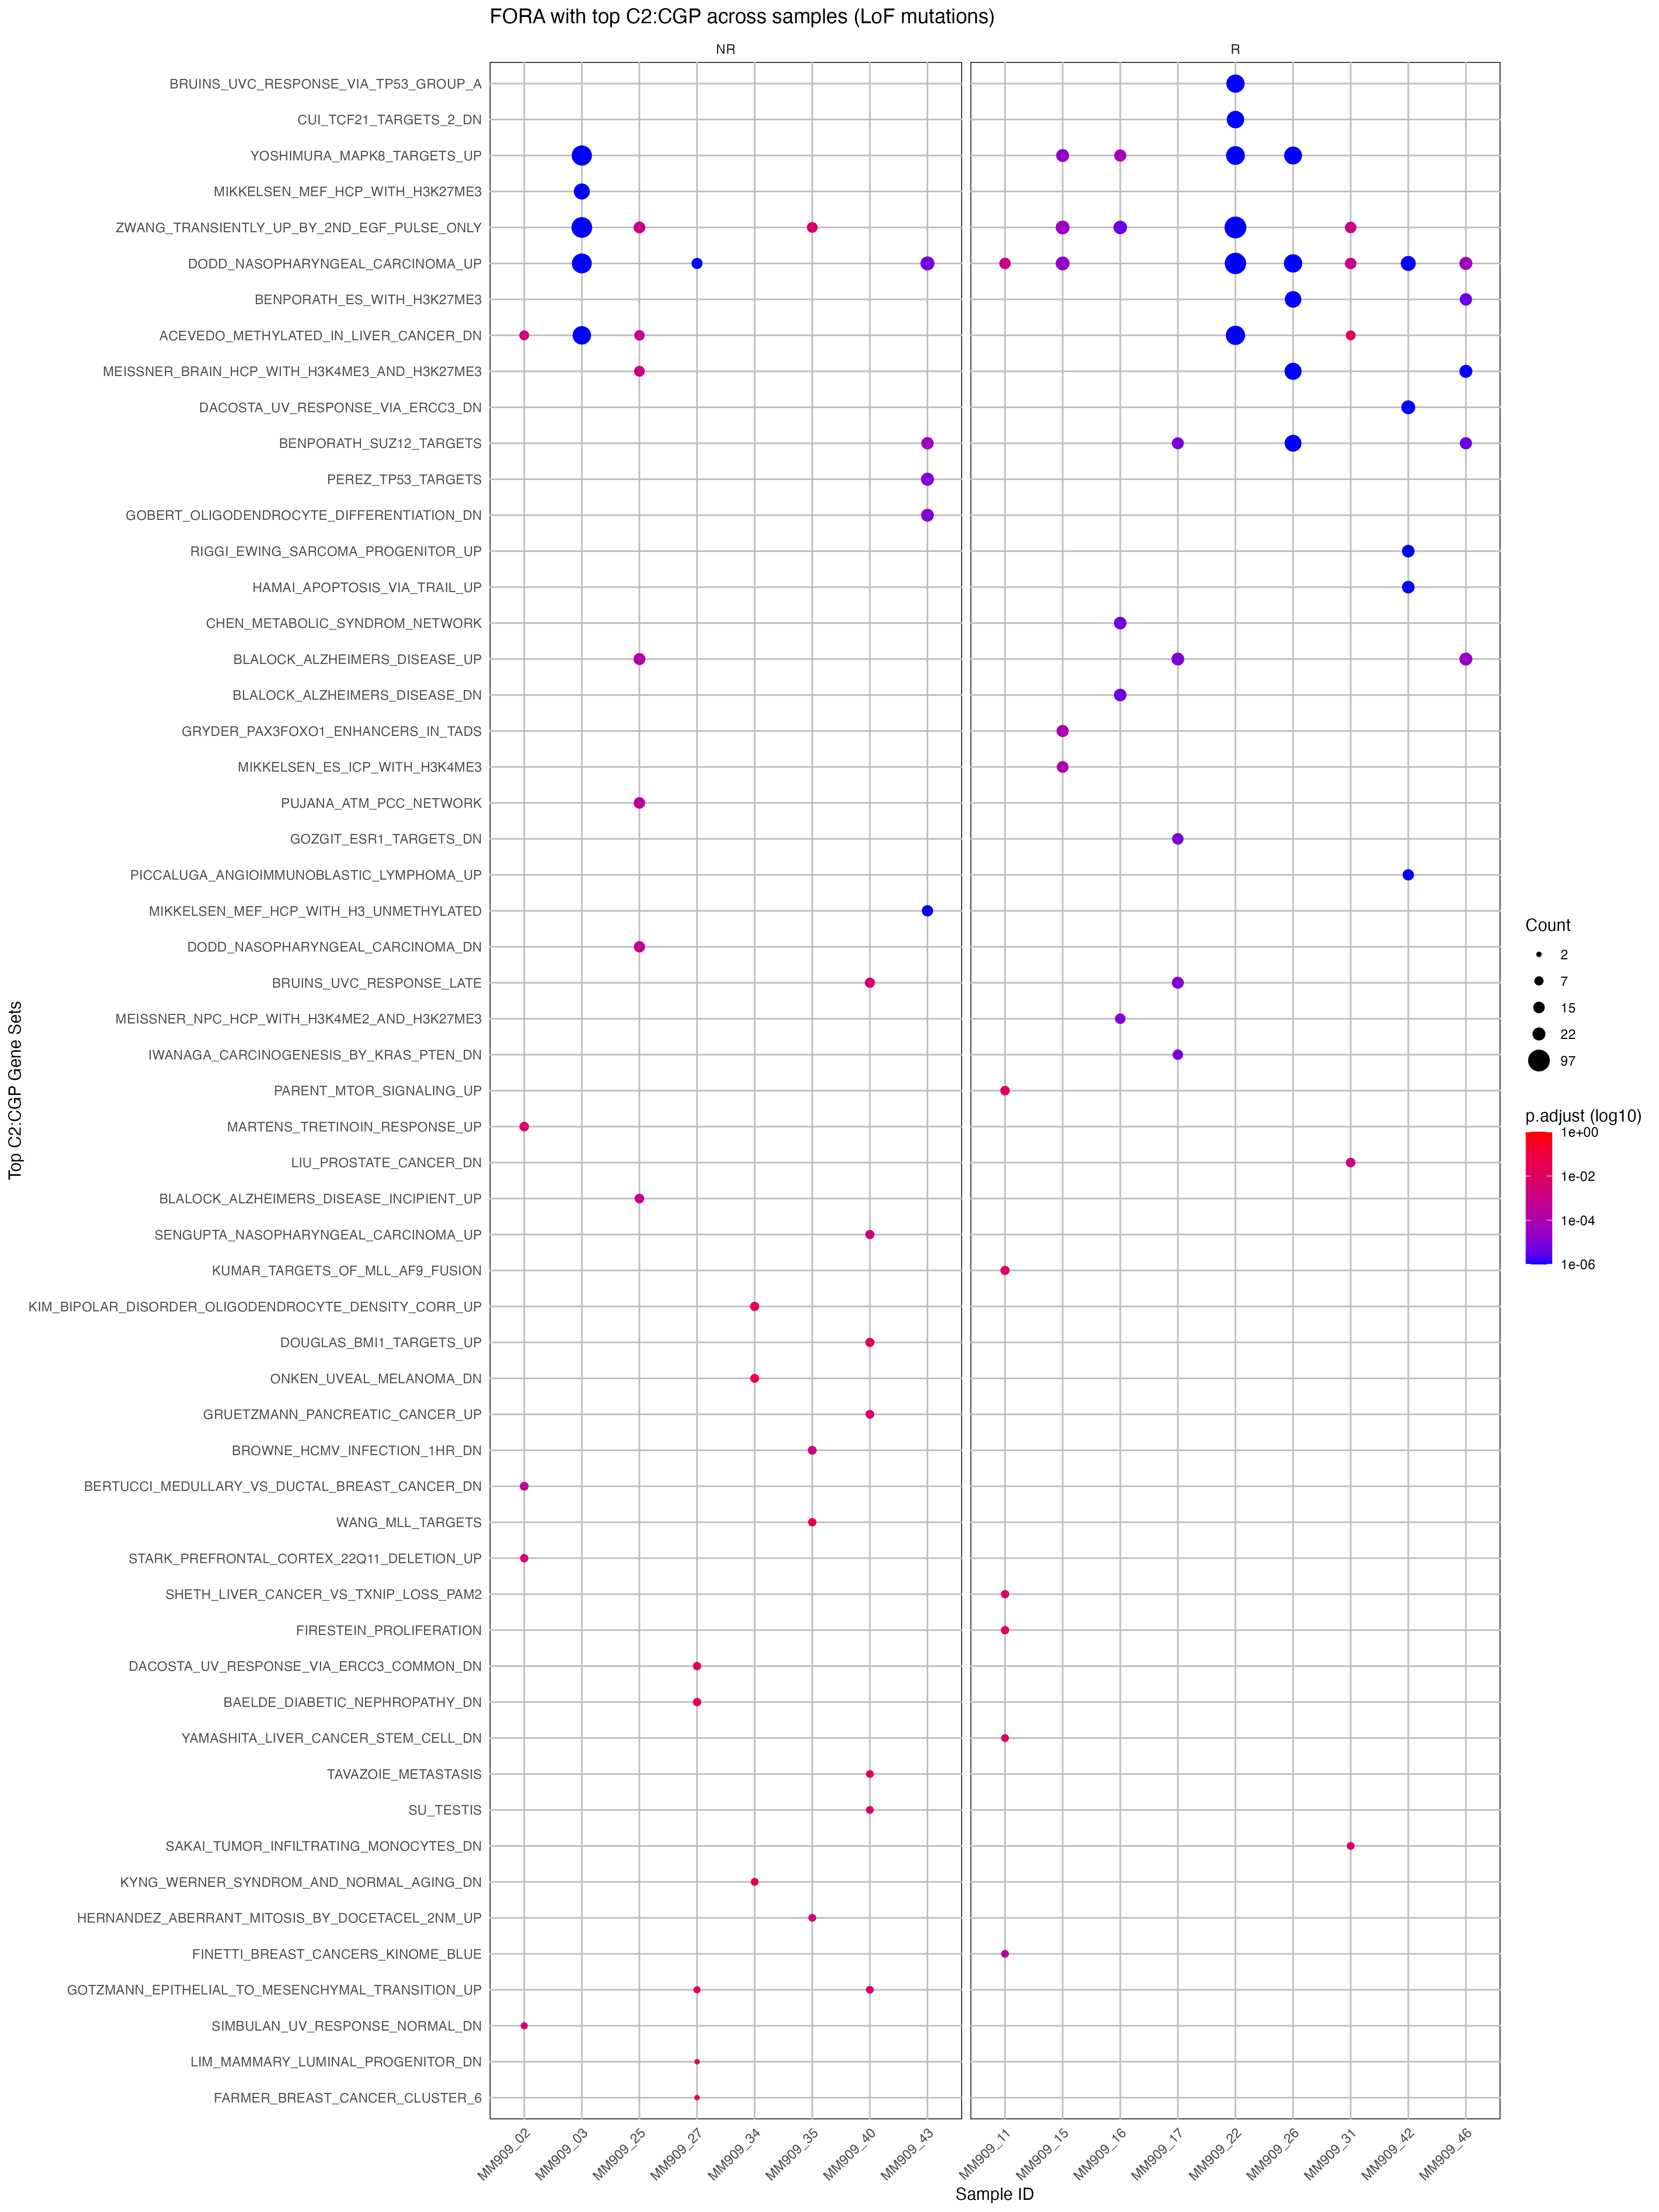 FORA with top C2:CGP across samples (LoF mutations)
NR
R
BRUINS_UVC_RESPONSE_VIA_TP53_GROUP_A
CUI_TCF21_TARGETS_2_DN
YOSHIMURA_MAPK8_TARGETS_UP
MIKKELSEN_MEF_HCP_WITH_H3K27ME3
ZWANG_TRANSIENTLY_UP_BY_2ND_EGF_PULSE_ONLY
DODD_NASOPHARYNGEAL_CARCINOMA_UP
BENPORATH_ES_WITH_H3K27ME3
ACEVEDO_METHYLATED_IN_LIVER_CANCER_DN
MEISSNER_BRAIN_HCP_WITH_H3K4ME3_AND_H3K27ME3
DACOSTA_UV_RESPONSE_VIA_ERCC3_DN
BENPORATH_SUZ12_TARGETS
PEREZ_TP53_TARGETS
GOBERT_OLIGODENDROCYTE_DIFFERENTIATION_DN
RIGGI_EWING_SARCOMA_PROGENITOR_UP
HAMAI_APOPTOSIS_VIA_TRAIL_UP
CHEN_METABOLIC_SYNDROM_NETWORK
BLALOCK_ALZHEIMERS_DISEASE_UP
BLALOCK_ALZHEIMERS_DISEASE_DN
GRYDER_PAX3FOXO1_ENHANCERS_IN_TADS
MIKKELSEN_ES_ICP_WITH_H3K4ME3
PUJANA_ATM_PCC_NETWORK
GOZGIT_ESR1_TARGETS_DN
PICCALUGA_ANGIOIMMUNOBLASTIC_LYMPHOMA_UP
MIKKELSEN_MEF_HCP_WITH_H3_UNMETHYLATED
DODD_NASOPHARYNGEAL_CARCINOMA_DN
BRUINS_UVC_RESPONSE_LATE
MEISSNER_NPC_HCP_WITH_H3K4ME2_AND_H3K27ME3
IWANAGA_CARCINOGENESIS_BY_KRAS_PTEN_DN
PARENT_MTOR_SIGNALING_UP
MARTENS_TRETINOIN_RESPONSE_UP
LIU_PROSTATE_CANCER_DN
BLALOCK_ALZHEIMERS_DISEASE_INCIPIENT_UP
SENGUPTA_NASOPHARYNGEAL_CARCINOMA_UP
KUMAR_TARGETS_OF_MLL_AF9_FUSION
KIM_BIPOLAR_DISORDER_OLIGODENDROCYTE_DENSITY_CORR_UP
DOUGLAS_BMI1_TARGETS_UP
ONKEN_UVEAL_MELANOMA_DN
GRUETZMANN_PANCREATIC_CANCER_UP
BROWNE_HCMV_INFECTION_1HR_DN
BERTUCCI_MEDULLARY_VS_DUCTAL_BREAST_CANCER_DN
WANG_MLL_TARGETS
STARK_PREFRONTAL_CORTEX_22Q11_DELETION_UP
SHETH_LIVER_CANCER_VS_TXNIP_LOSS_PAM2
FIRESTEIN_PROLIFERATION
DACOSTA_UV_RESPONSE_VIA_ERCC3_COMMON_DN
BAELDE_DIABETIC_NEPHROPATHY_DN
YAMASHITA_LIVER_CANCER_STEM_CELL_DN
TAVAZOIE_METASTASIS
SU_TESTIS
SAKAI_TUMOR_INFILTRATING_MONOCYTES_DN
KYNG_WERNER_SYNDROM_AND_NORMAL_AGING_DN
HERNANDEZ_ABERRANT_MITOSIS_BY_DOCETACEL_2NM_UP
FINETTI_BREAST_CANCERS_KINOME_BLUE
GOTZMANN_EPITHELIAL_TO_MESENCHYMAL_TRANSITION_UP
SIMBULAN_UV_RESPONSE_NORMAL_DN
LIM_MAMMARY_LUMINAL_PROGENITOR_DN
FARMER_BREAST_CANCER_CLUSTER_6
Top C2:CGP Gene Sets
MM909_02
MM909_03
MM909_25
MM909_27
MM909_34
MM909_35
MM909_40
MM909_43
MM909_11
MM909_15
MM909_16
MM909_17
MM909_22
MM909_26
MM909_31
MM909_42
MM909_46
Sample ID
Count
2
7
15
22
97
p.adjust (log10)
1e+00
1e-02
1e-04
1e-06